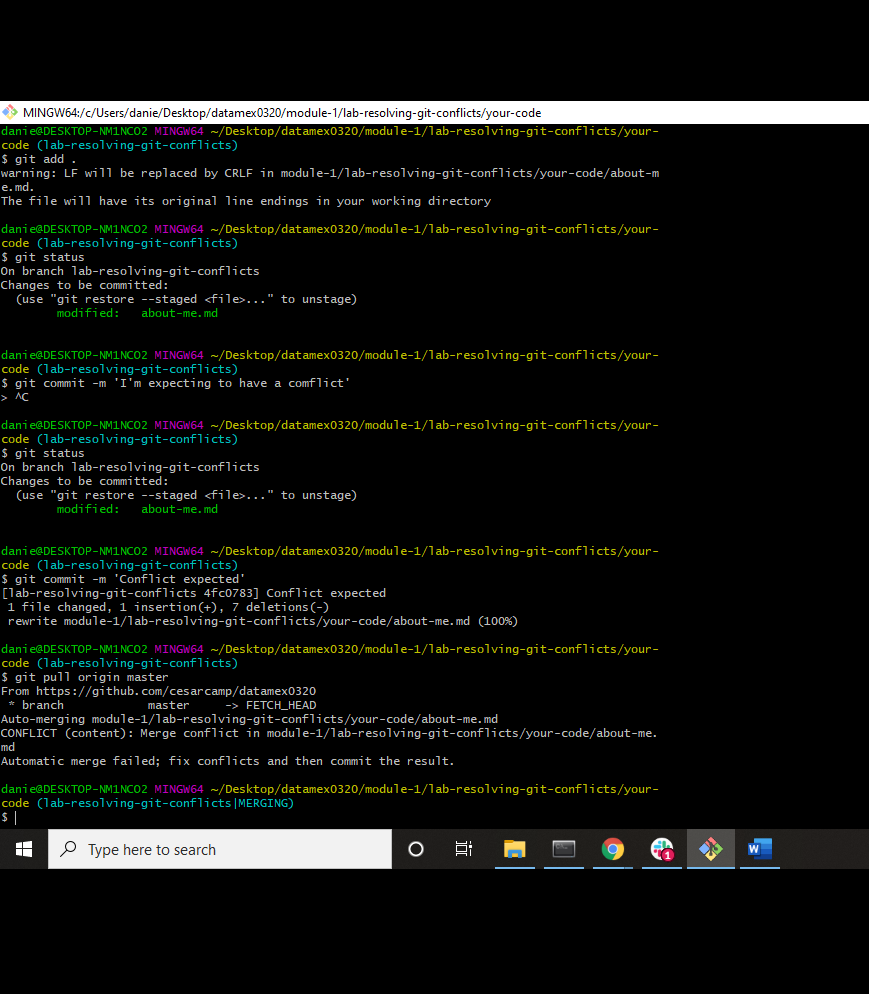 MINGW64:/c/Users/danie/Desktop/datamex0320/module-1/lab-resolving-git-conflicts/your-code
danie@DESKTOP-NM1NCO2 MINGW64 ~/Desktop/datamex0320/module-1/lab-resolving-git-conflicts/your-
code (lab-resolving-git-conflicts)
$ git add .
warning: LF will be replaced by CRLF in module-1/lab-resolving-git-conflicts/your-code/about-m
e.md.
The file will have its original line endings in your working directory
danie@DESKTOP-NM1NCO2 MINGW64 ~/Desktop/datamex0320/module-1/lab-resolving-git-conflicts/your-
code (lab-resolving-git-conflicts)
$ git status
On branch lab-resolving-git-conflicts
Changes to be committed:
  (use "git restore --staged <file>..." to unstage)
        modified:   about-me.md
danie@DESKTOP-NM1NCO2 MINGW64 ~/Desktop/datamex0320/module-1/lab-resolving-git-conflicts/your-
code (lab-resolving-git-conflicts)
$ git commit -m 'I'm expecting to have a comflict'
> ^C
danie@DESKTOP-NM1NCO2 MINGW64 ~/Desktop/datamex0320/module-1/lab-resolving-git-conflicts/your-
code (lab-resolving-git-conflicts)
$ git status
On branch lab-resolving-git-conflicts
Changes to be committed:
  (use "git restore --staged <file>..." to unstage)
        modified:   about-me.md
danie@DESKTOP-NM1NCO2 MINGW64 ~/Desktop/datamex0320/module-1/lab-resolving-git-conflicts/your-
code (lab-resolving-git-conflicts)
$ git commit -m 'Conflict expected'
[lab-resolving-git-conflicts 4fc0783] Conflict expected
 1 file changed, 1 insertion(+), 7 deletions(-)
 rewrite module-1/lab-resolving-git-conflicts/your-code/about-me.md (100%)
danie@DESKTOP-NM1NCO2 MINGW64 ~/Desktop/datamex0320/module-1/lab-resolving-git-conflicts/your-
code (lab-resolving-git-conflicts)
$ git pull origin master
From https://github.com/cesarcamp/datamex0320
 * branch            master     -> FETCH_HEAD
Auto-merging module-1/lab-resolving-git-conflicts/your-code/about-me.md
CONFLICT (content): Merge conflict in module-1/lab-resolving-git-conflicts/your-code/about-me.
md
Automatic merge failed; fix conflicts and then commit the result.
danie@DESKTOP-NM1NCO2 MINGW64 ~/Desktop/datamex0320/module-1/lab-resolving-git-conflicts/your-
code (lab-resolving-git-conflicts|MERGING)
$
Type here to search
1
W